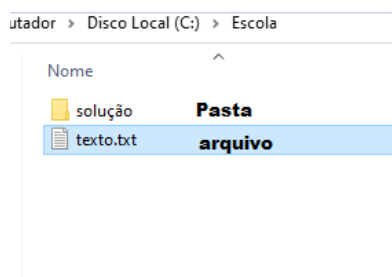 utador > Disco Local (C:) > Escola
Nome
solução Pasta
texto.txt arquivo